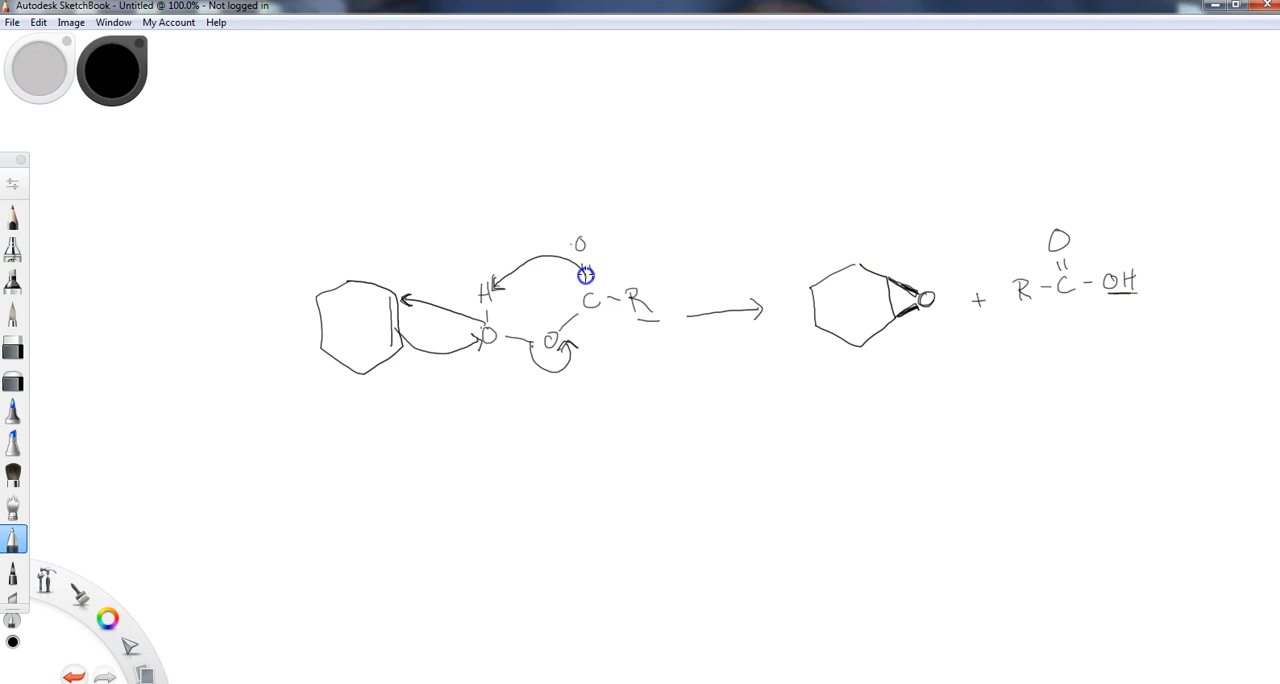 Autodesk SketchBook - Untitled @ 100.0% - Not logged in
File Edit Image Window My Account Help
O
H
C - R
O - O
O
+ R - C - OH
O